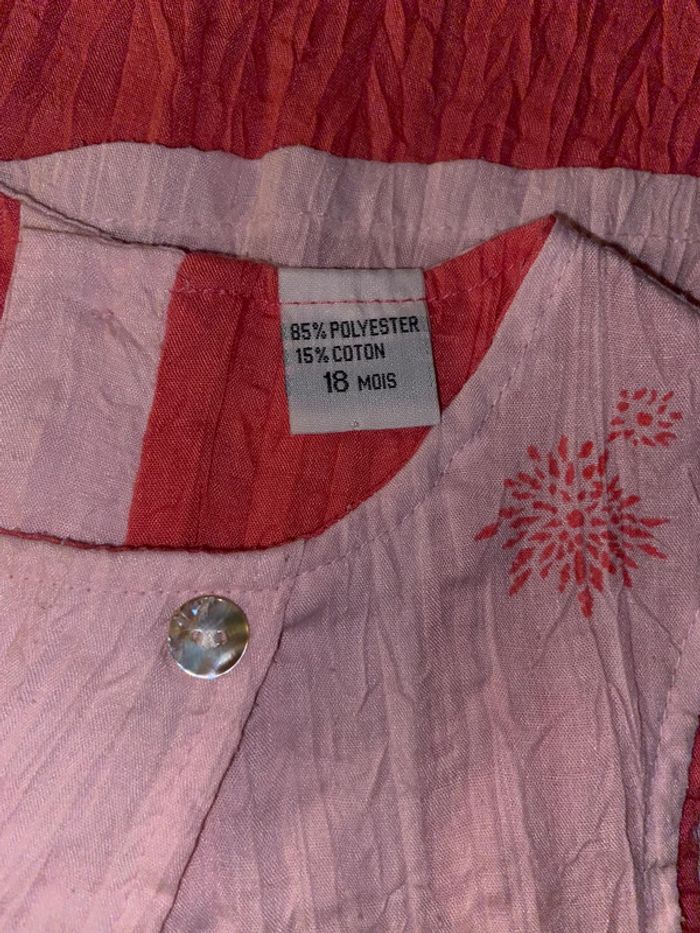 85% POLYESTER
15% COTON
18 MOIS